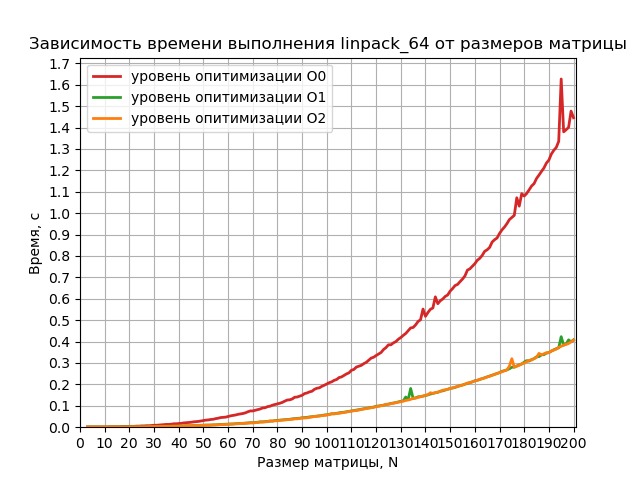 Зависимость времени выполнения linpack_64 от размеров матрицы
1.7
1.6
1.5
1.4
1.3
1.2
1.1
1.0
0.9
0.8
0.7
0.6
0.5
0.4
0.3
0.2
0.1
0.0
Время, с
уровень опитимизации O0
уровень опитимизации O1
уровень опитимизации O2
0 10 20 30 40 50 60 70 80 90 100 110 120 130 140 150 160 170 180 190 200
Размер матрицы, N